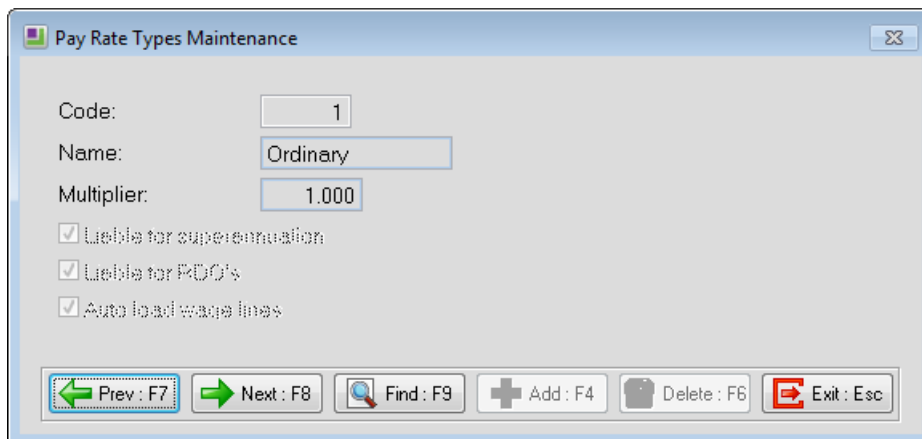 Pay Rate Types Maintenance
Code: 1
Name: Ordinary
Multiplier: 1.000
Liable for superannuation
Liable for RDO's
Auto load wage lines
Prev : F7 Next : F8 Find : F9 Add : F4 Delete : F6 Exit : Esc